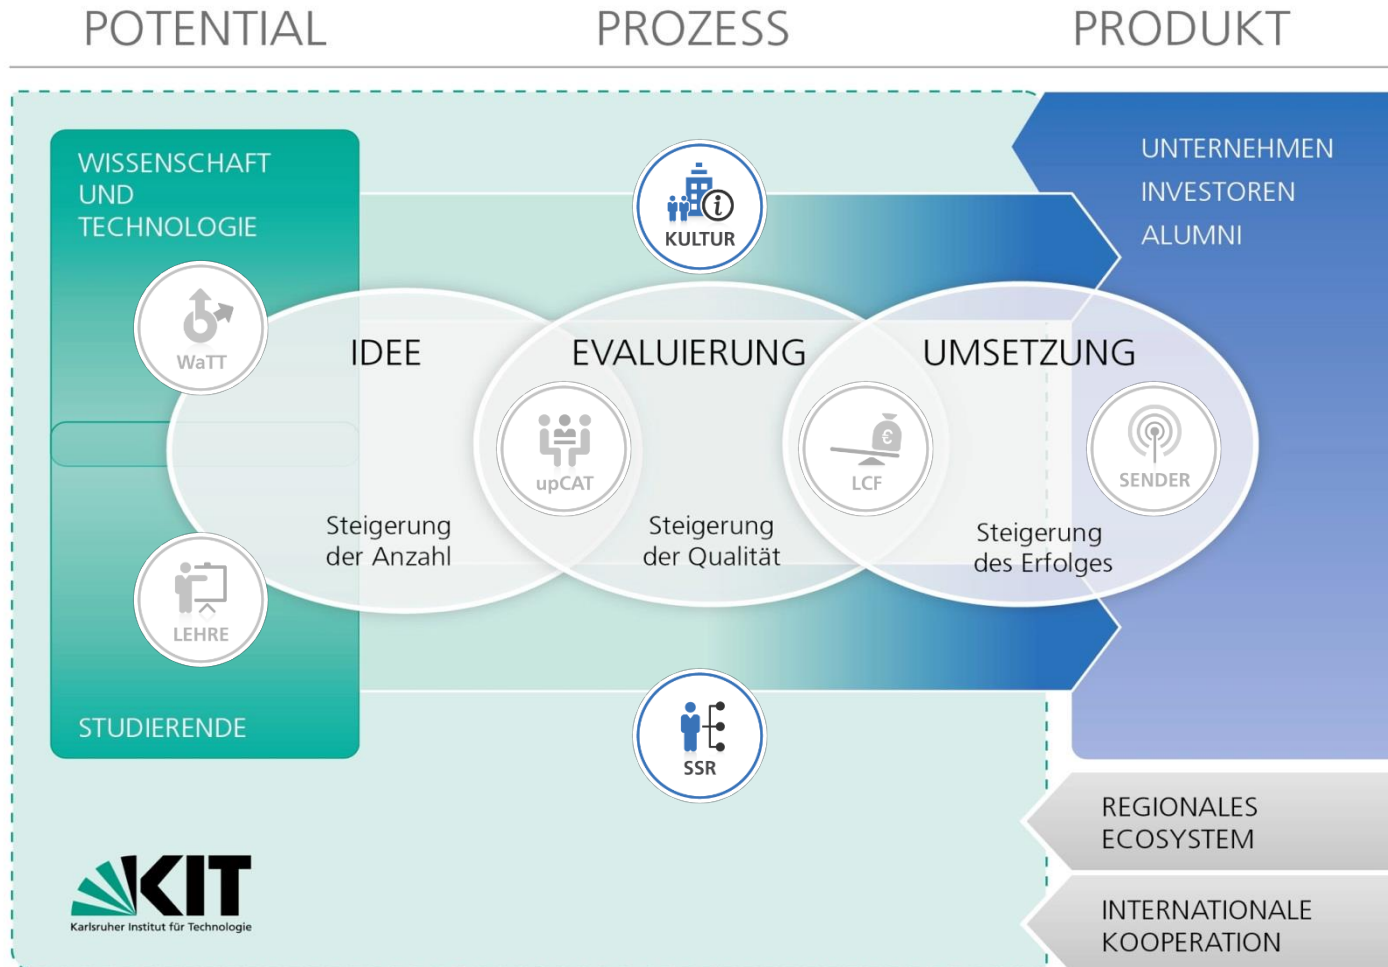 POTENTIAL
PROZESS
PRODUKT
WISSENSCHAFT
UND
TECHNOLOGIE
KULTUR
UNTERNEHMEN
INVESTOREN
ALUMNI
WaTT
IDEE
EVALUIERUNG
UMSETZUNG
upCAT
€
LCF
SENDER
Steigerung
der Anzahl
Steigerung
der Qualität
Steigerung
des Erfolges
LEHRE
STUDIERENDE
SSR
REGIONALES
ECOSYSTEM
INTERNATIONALE
KOOPERATION
KIT
Karlsruher Institut für Technologie